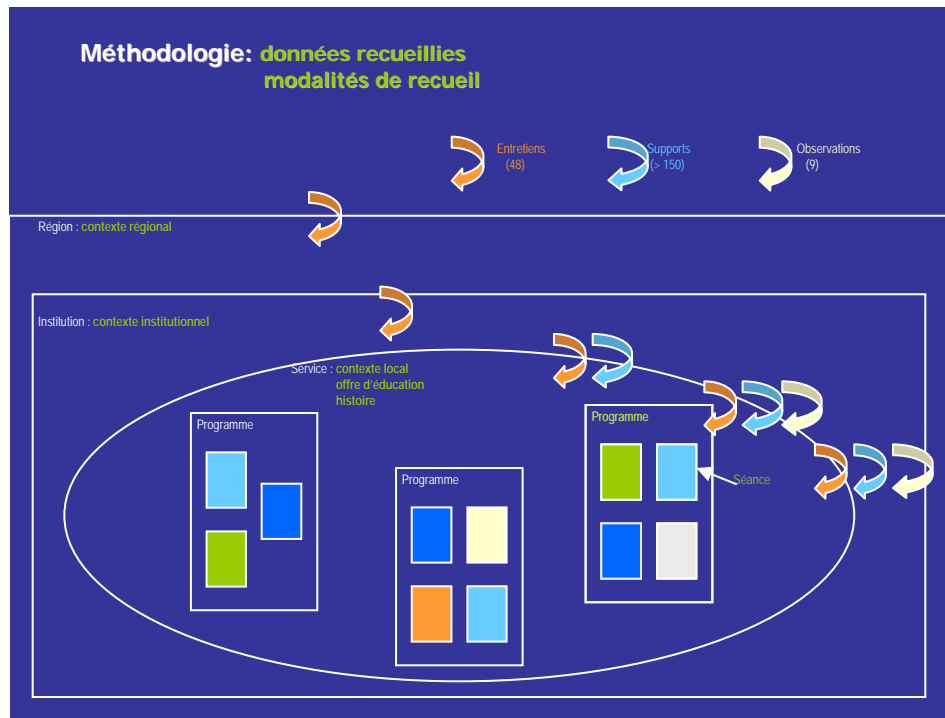 Méthodologie: données recueillies
modalités de recueil
Entretiens
(48)
Supports
(> 150)
Observations
(9)
Région : contexte régional
Institution : contexte institutionnel
Service : contexte local
offre d'éducation
histoire
Programme
Programme
Programme
Séance